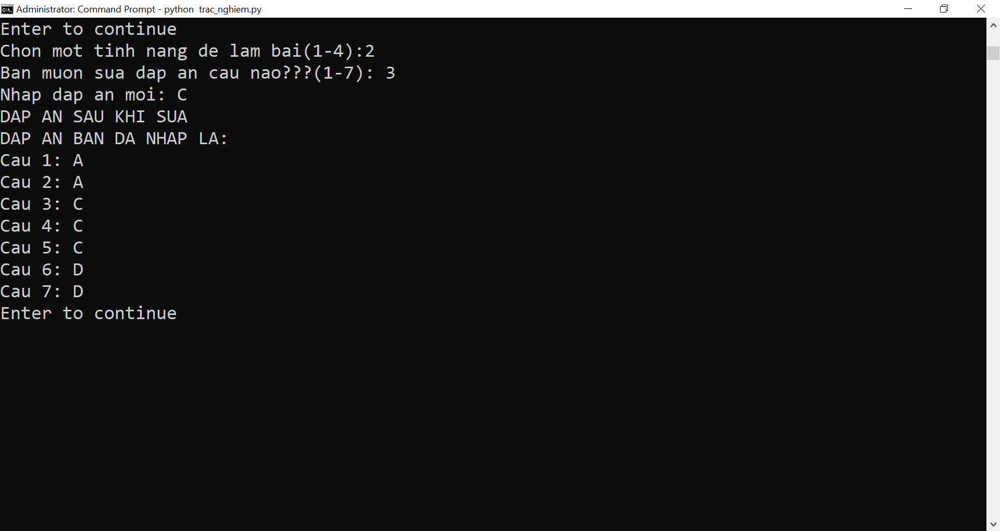 Administrator: Command Prompt - python  trac_nghiem.py
Enter to continue
Chon mot tinh nang de lam bai(1-4):2
Ban muon sua dap an cau nao???(1-7): 3
Nhap dap an moi: C
DAP AN SAU KHI SUA
DAP AN BAN DA NHAP LA:
Cau 1: A
Cau 2: A
Cau 3: C
Cau 4: C
Cau 5: C
Cau 6: D
Cau 7: D
Enter to continue